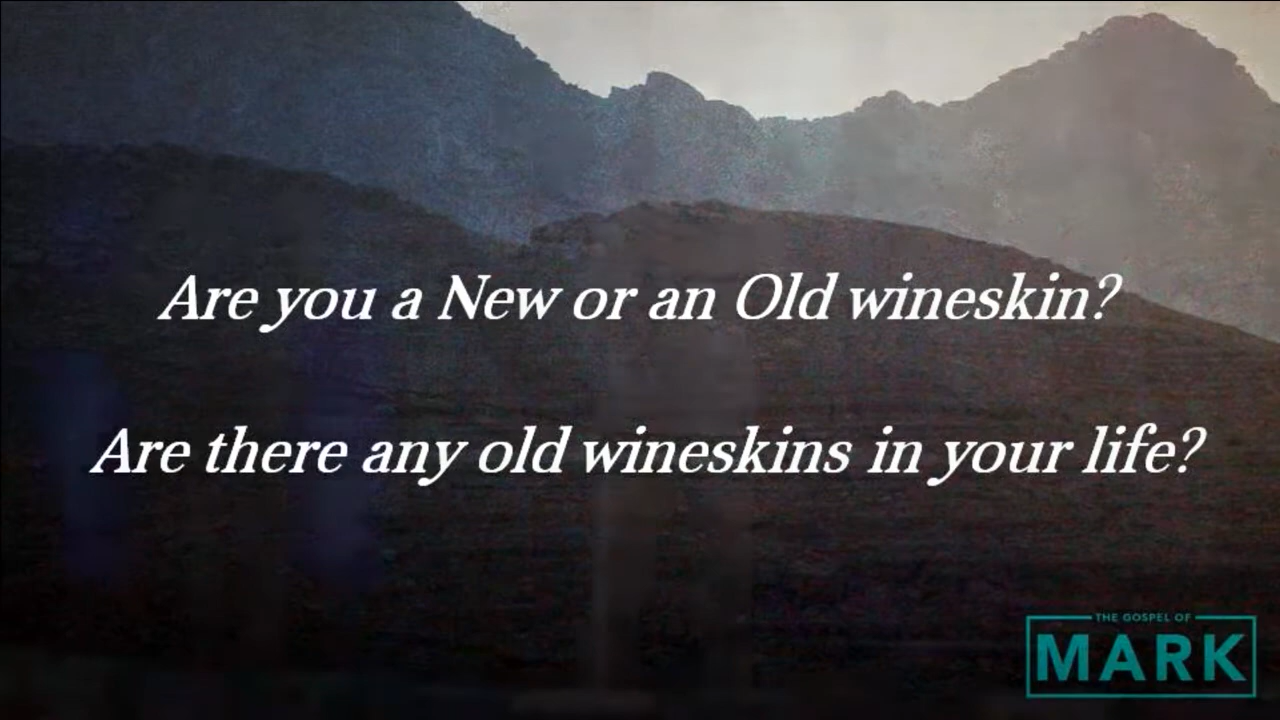 Are you a New or an Old wineskin?
Are there any old wineskins in your life?
THE GOSPEL OF
MARK